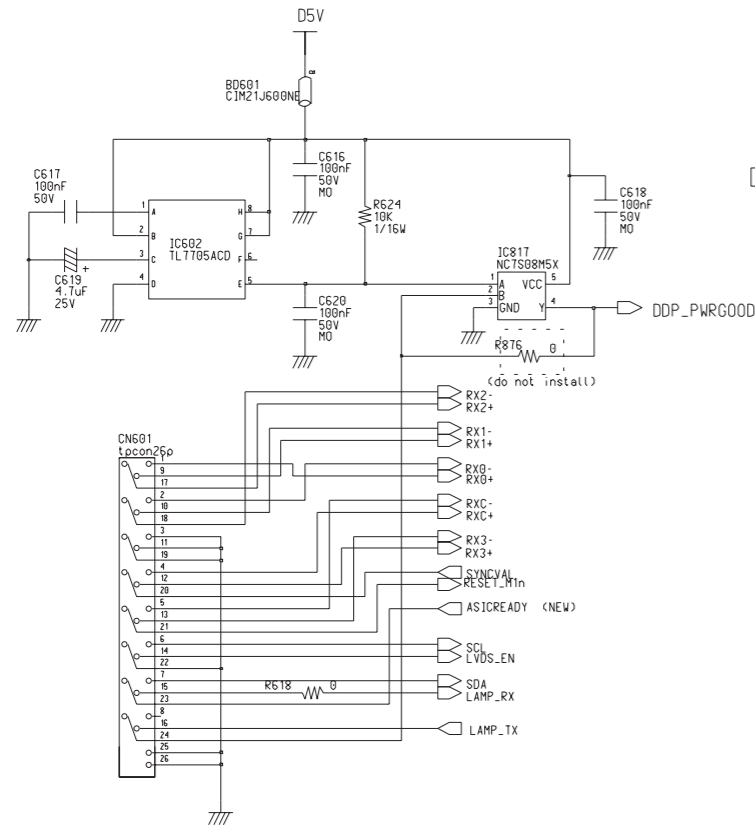 D5V
BD601
CIM21J600NE
C617
100nF
50V
C616
100nF
50V
MO
R624
10K
1/16W
C618
100nF
50V
MO
1 A H 8
2 B G 7
IC602
TL7705ACD
3 C F 6
4 D E 5
C619
4.7uF
25V
+
C620
100nF
50V
MO
IC817
NC7S08M5X
1 A VCC 5
2 B
3 GND Y 4
DDP_PWRGOOD
R876 0
(do not install)
RX2-
RX2+
RX1-
RX1+
CN601
tpcon26p
1
9
17
2
10
18
3
11
19
4
12
20
5
13
21
6
14
22
7
15
23
8
16
24
25
26
RX0-
RX0+
RXC-
RXC+
RX3-
RX3+
SYNCVAL
RESET_M1n
ASICREADY (NEW)
SCL
LVDS_EN
R618 0
SDA
LAMP_RX
LAMP_TX